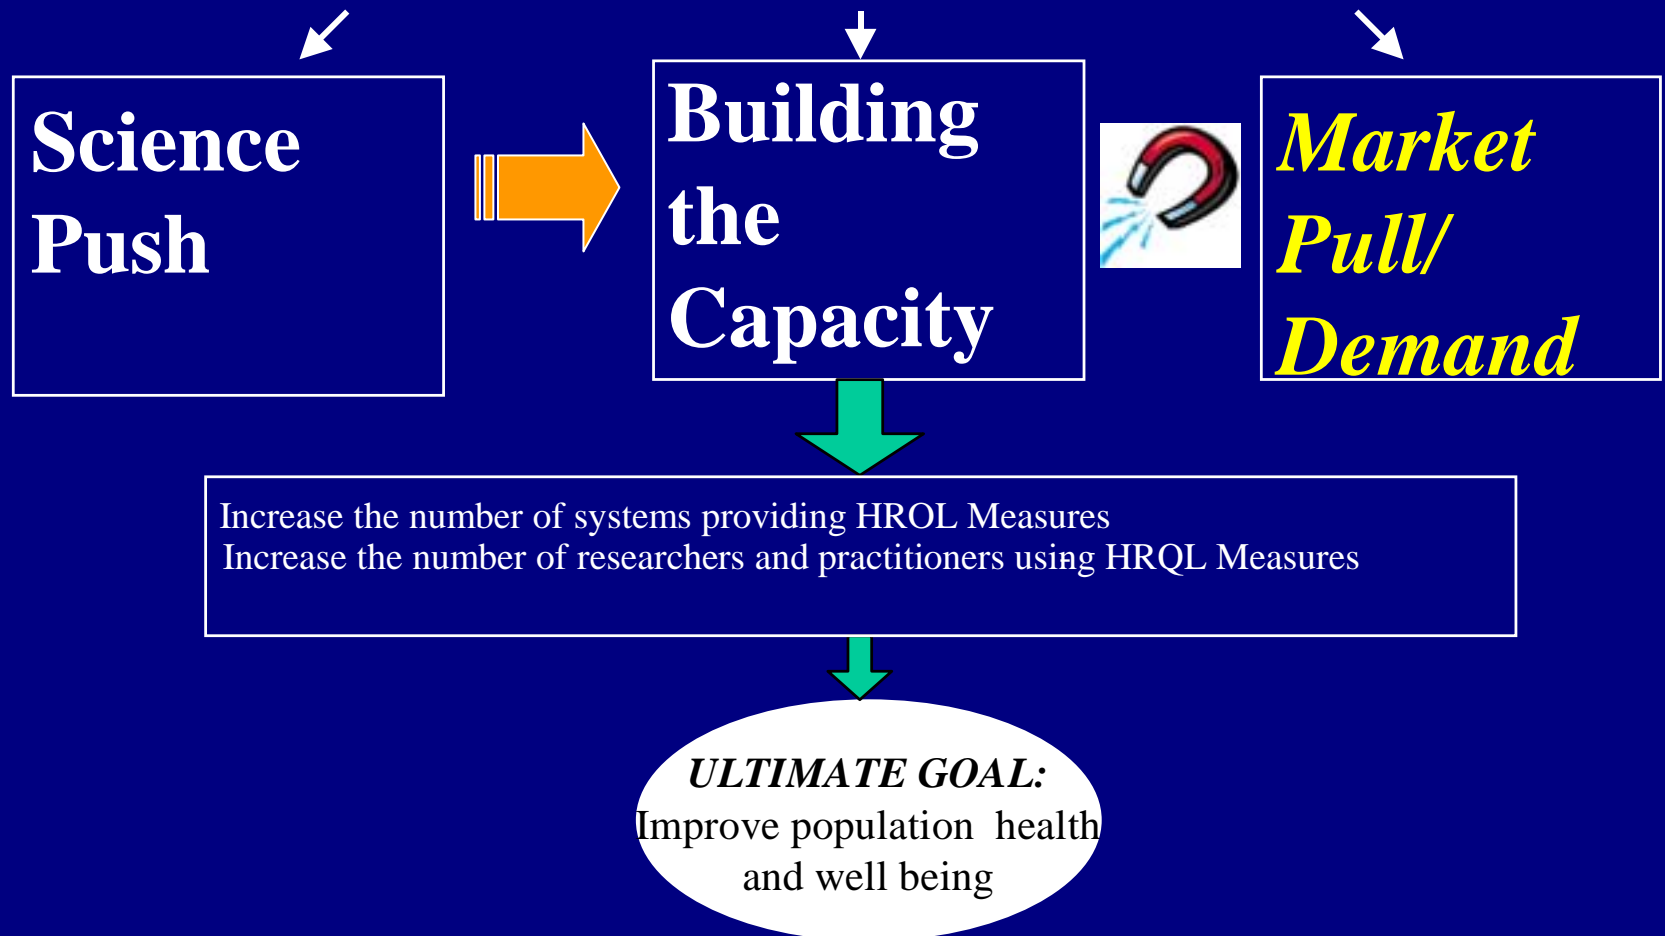 Science
Push
Building
the
Capacity
Market
Pull/
Demand
Increase the number of systems providing HROL Measures
Increase the number of researchers and practitioners using HRQL Measures
ULTIMATE GOAL:
Improve population  health
and well being